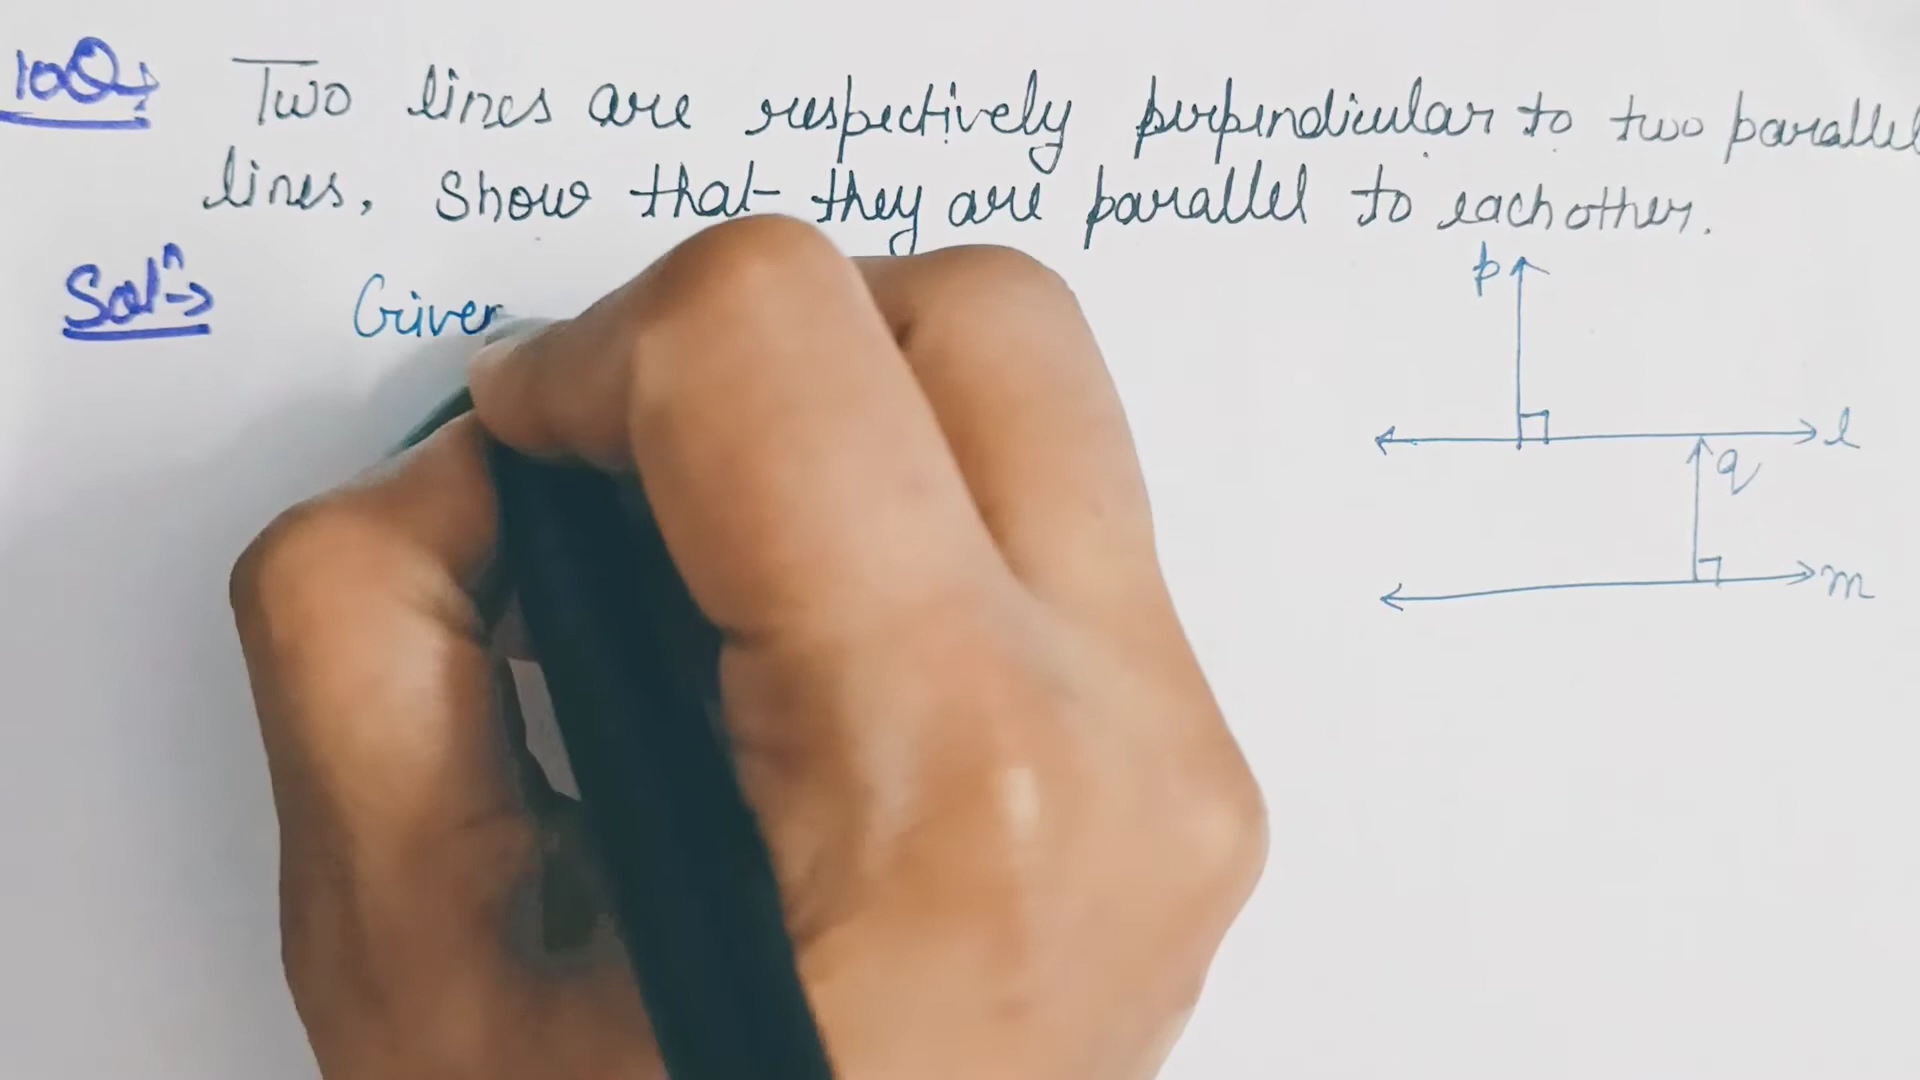 10Q→ Two lines are respectively perpendicular to two parallel
lines. Show that they are parallel to each other.
Solⁿ→ Given
p
l
q
m